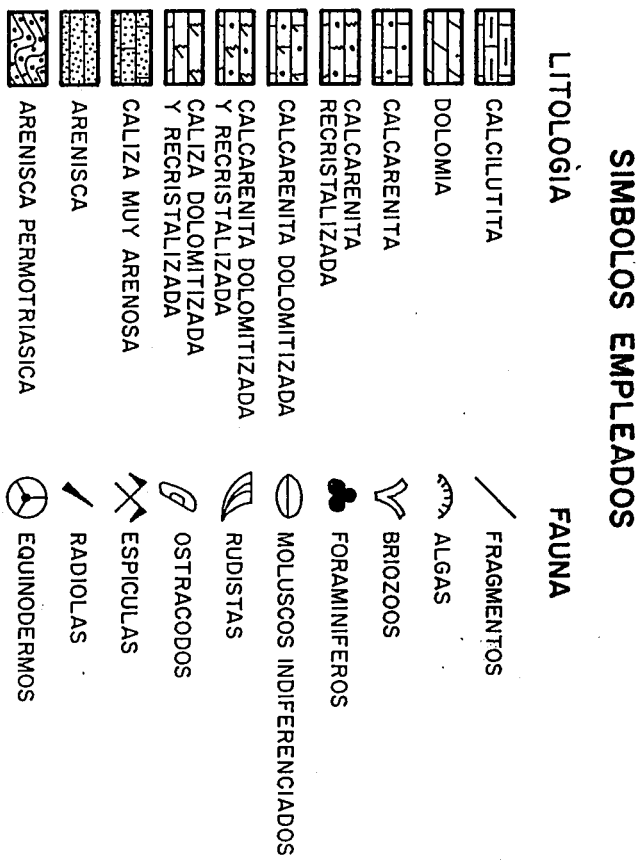 SIMBOLOS EMPLEADOS
LITOLOGÌA
CALCILUTITA
DOLOMIA
CALCARENITA
CALCARENITA
RECRISTALIZADA
CALCARENITA DOLOMITIZADA
CALCARENITA DOLOMITIZADA
Y RECRISTALIZADA
CALIZA DOLOMITIZADA
Y RECRISTALIZADA
CALIZA MUY ARENOSA
ARENISCA
ARENISCA PERMOTRIASICA
FAUNA
FRAGMENTOS
ALGAS
BRIOZOOS
FORAMINIFEROS
MOLUSCOS INDIFERENCIADOS
RUDISTAS
OSTRACODOS
ESPICULAS
RADIOLAS
EQUINODERMOS